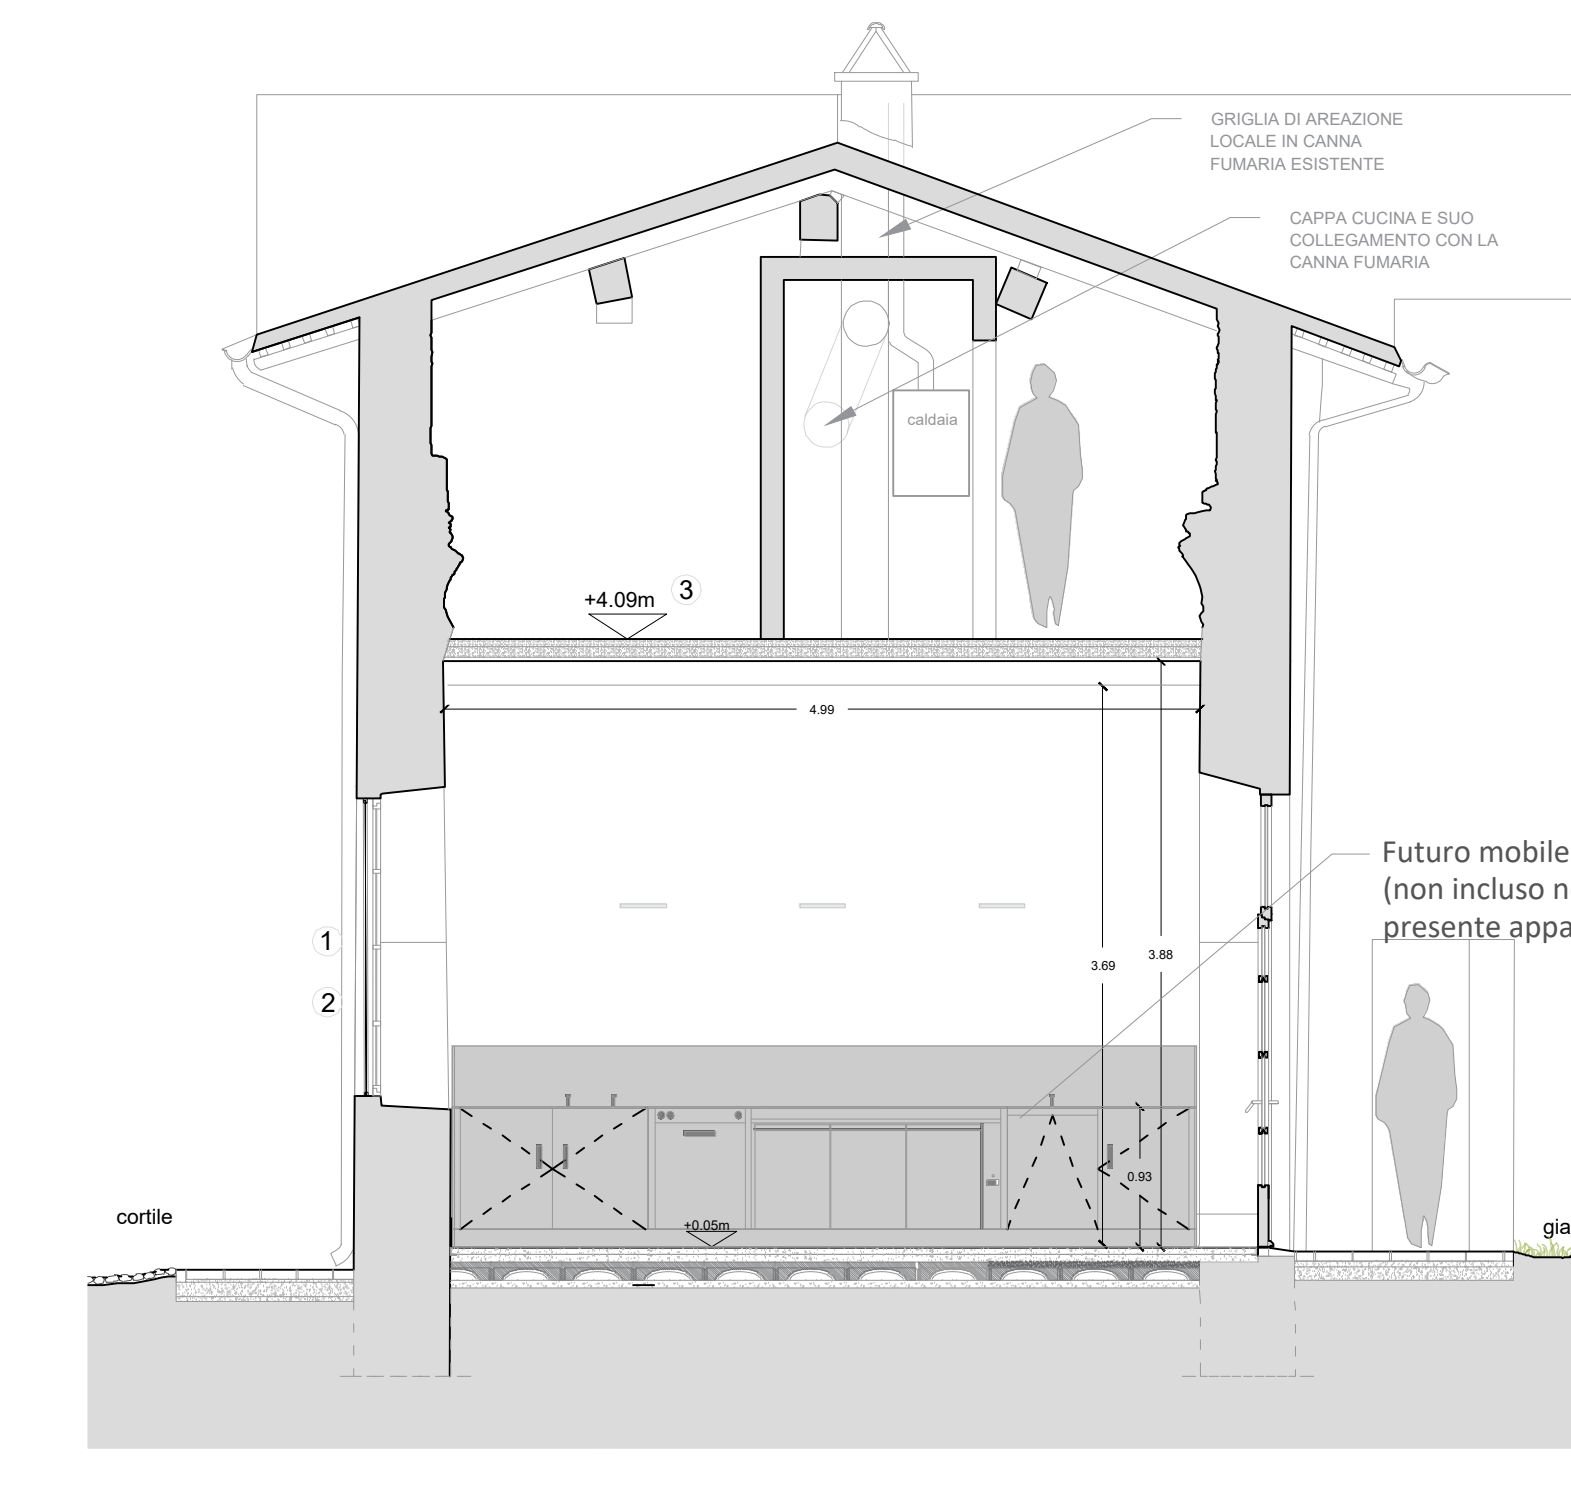 GRIGLIA DI AREAZIONE
LOCALE IN CANNA
FUMARIA ESISTENTE
CAPPA CUCINA E SUO
COLLEGAMENTO CON LA
CANNA FUMARIA
caldaia
+4.09m
3
4.99
Futuro mobile
(non incluso n
presente appa
1
2
3.69
3.88
0.93
+0.05m
cortile
gia